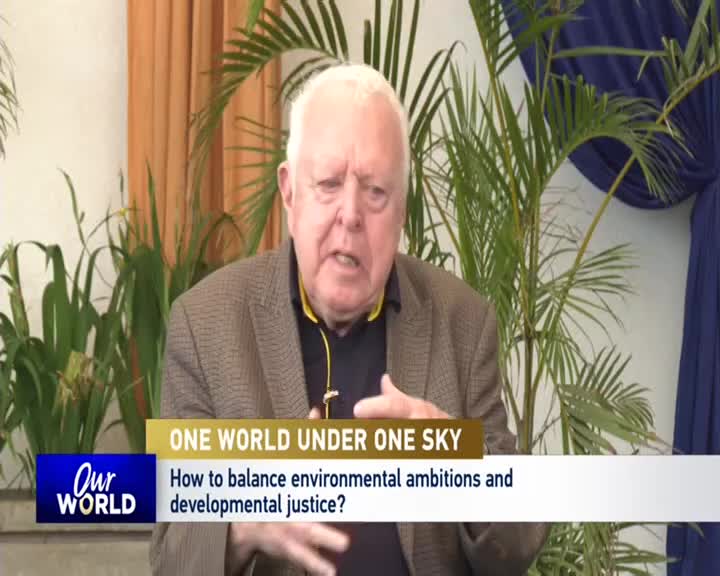 ONE WORLD UNDER ONE SKY
Our
WORLD
How to balance environmental ambitions and
developmental justice?